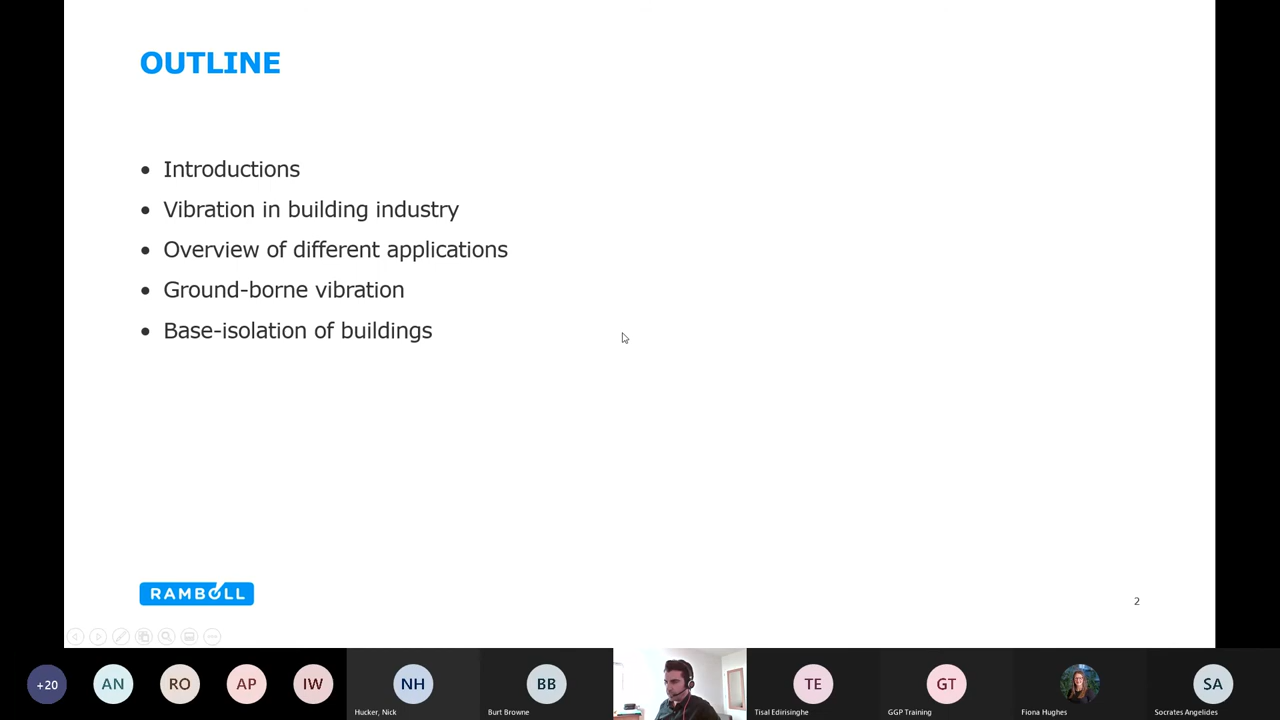 OUTLINE
• Introductions
• Vibration in building industry
• Overview of different applications
• Ground-borne vibration
• Base-isolation of buildings
RAMBOLL
2
+20
AN
RO
AP
IW
NH
BB
TE
GT
SA
Hucker, Nick
Burt Browne
Tisal Edirisinghe
GGP Training
Fiona Hughes
Socrates Angelides